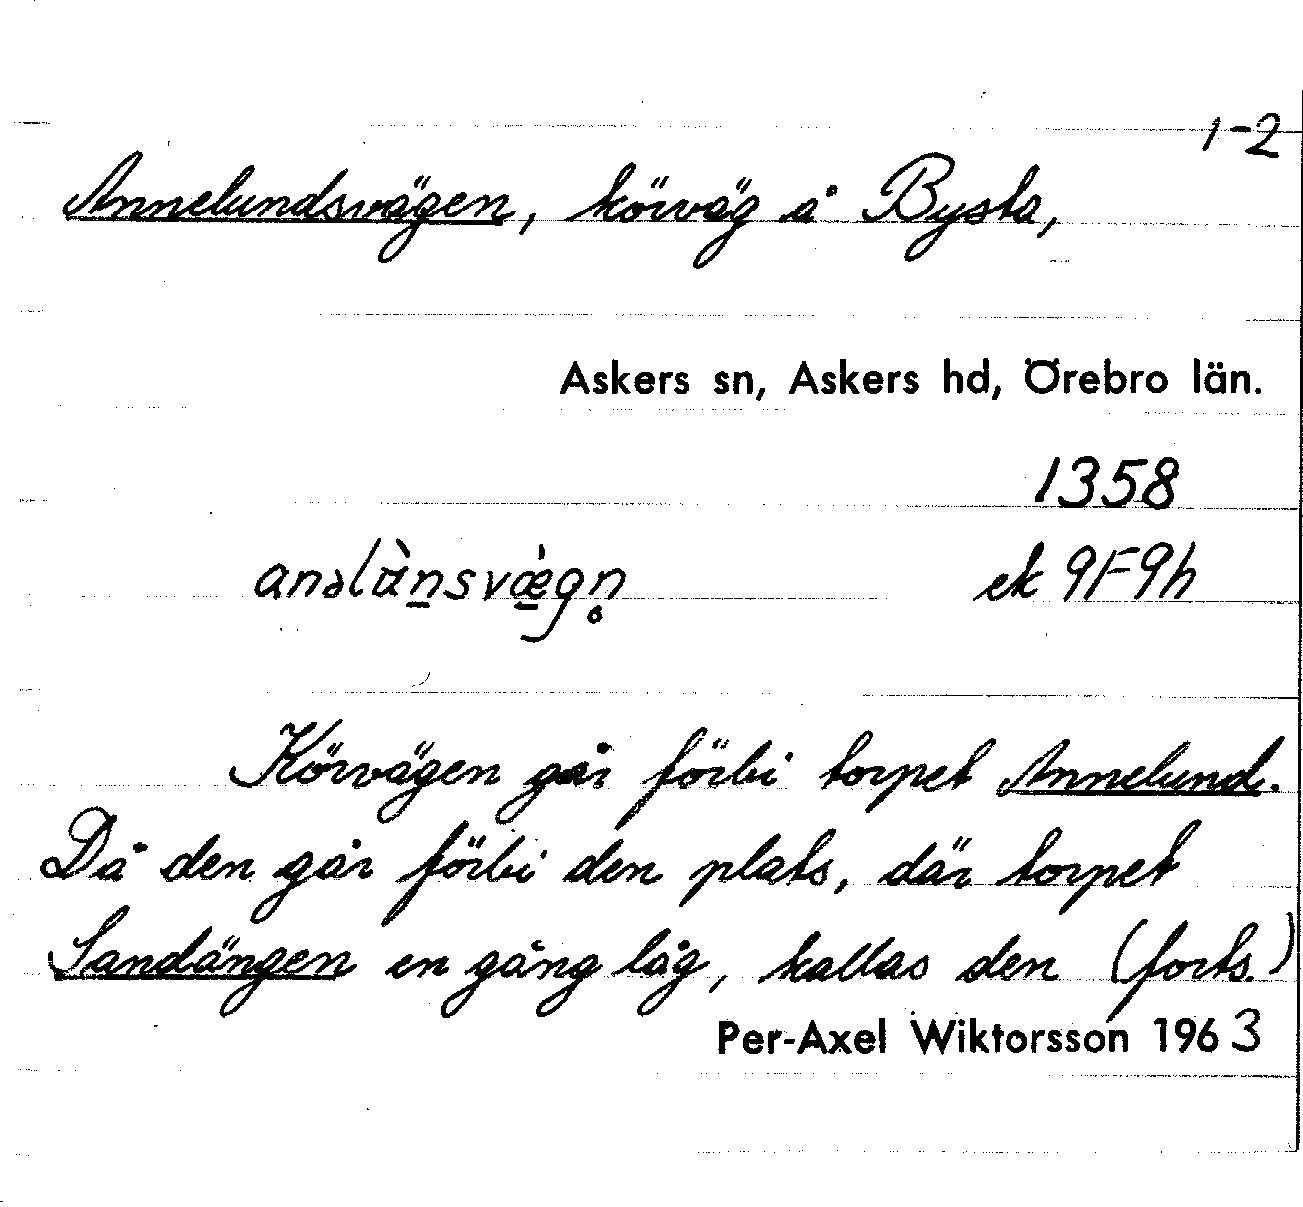 1-2
Annelundsvägen, körväg å Bysta,
Askers sn, Askers hd, Örebro län.
1358
anəlùnsvægn̥ ek 9F9h
Körvägen går förbi torpet Annelund.
Då den går förbi den plats, där torpet
Sandängen en gång låg, kallas den (forts.)
Per-Axel Wiktorsson 1963